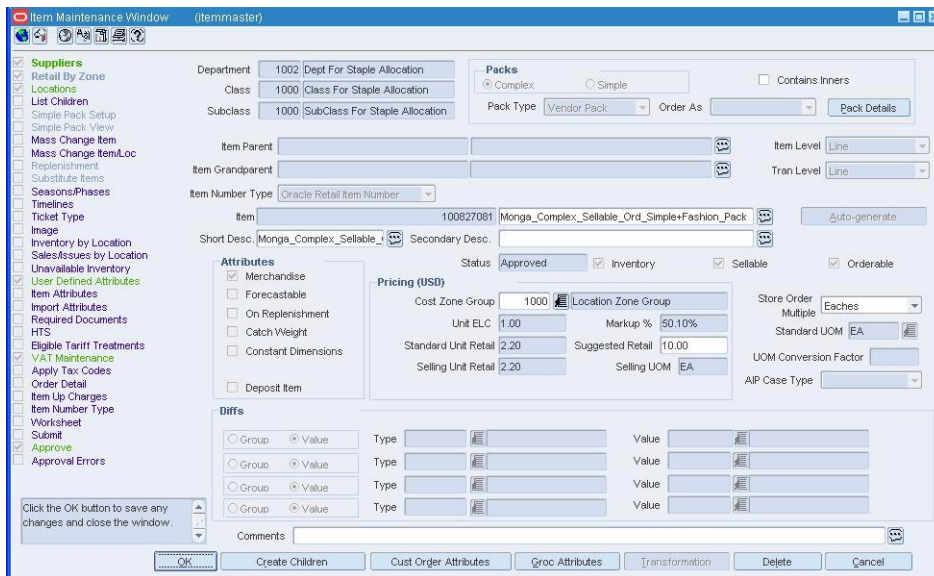 Item Maintenance Window (itemmaster)
Suppliers
Retail By Zone
Locations
List Children
Simple Pack Setup
Simple Pack View
Mass Change Item
Mass Change Item/Loc
Replenishment
Substitute Items
Seasons/Phases
Timelines
Ticket Type
Image
Inventory by Location
Sales/Issues by Location
Unavailable Inventory
User Defined Attributes
Item Attributes
Import Attributes
Required Documents
HTS
Eligible Tariff Treatments
VAT Maintenance
Apply Tax Codes
Order Detail
Item Up Charges
Item Number Type
Worksheet
Submit
Approve
Approval Errors
Click the OK button to save any
changes and close the window.
Department 1002 Dept For Staple Allocation
Class 1000 Class For Staple Allocation
Subclass 1000 SubClass For Staple Allocation
Packs
Complex Simple
Contains Inners
Pack Type Vendor Pack Order As Pack Details
Item Parent Item Level Line
Item Grandparent Tran Level Line
Item Number Type Oracle Retail Item Number
Item 100827081 Monga_Complex_Sellable_Ord_Simple+Fashion_Pack Auto-generate
Short Desc. Monga_Complex_Sellable_ Secondary Desc.
Status Approved Inventory Sellable Orderable
Attributes
Merchandise
Forecastable
On Replenishment
Catch Weight
Constant Dimensions
Deposit Item
Pricing (USD)
Cost Zone Group 1000 Location Zone Group
Unit ELC 1.00 Markup % 50.10%
Standard Unit Retail 2.20 Suggested Retail 10.00
Selling Unit Retail 2.20 Selling UOM EA
Store Order
Multiple Eaches
Standard UOM EA
UOM Conversion Factor
AIP Case Type
Diffs
Group Value Type Value
Group Value Type Value
Group Value Type Value
Group Value Type Value
Comments
OK Create Children Cust Order Attributes Groc Attributes Transformation Delete Cancel